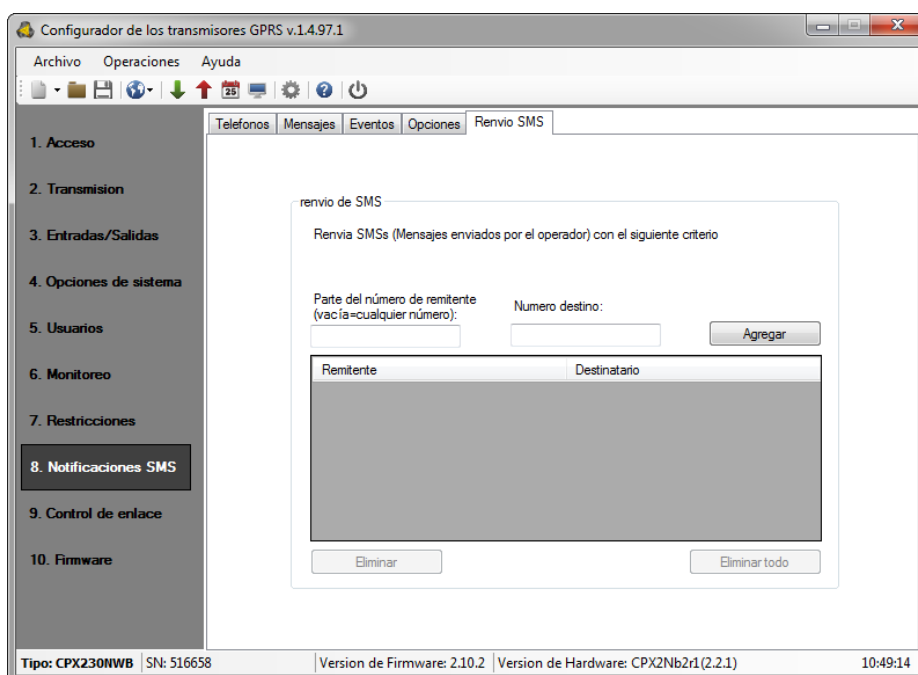 Configurador de los transmisores GPRS v.1.4.97.1
Archivo Operaciones Ayuda
25
Telefonos Mensajes Eventos Opciones Renvio SMS
1. Acceso
2. Transmision
3. Entradas/Salidas
4. Opciones de sistema
5. Usuarios
6. Monitoreo
7. Restricciones
8. Notificaciones SMS
9. Control de enlace
10. Firmware
renvio de SMS
Renvia SMSs (Mensajes enviados por el operador) con el siguiente criterio
Parte del número de remitente
(vacía=cualquier número):
Numero destino:
Agregar
Remitente Destinatario
Eliminar Eliminar todo
Tipo: CPX230NWB SN: 516658 Version de Firmware: 2.10.2 Version de Hardware: CPX2Nb2r1(2.2.1) 10:49:14